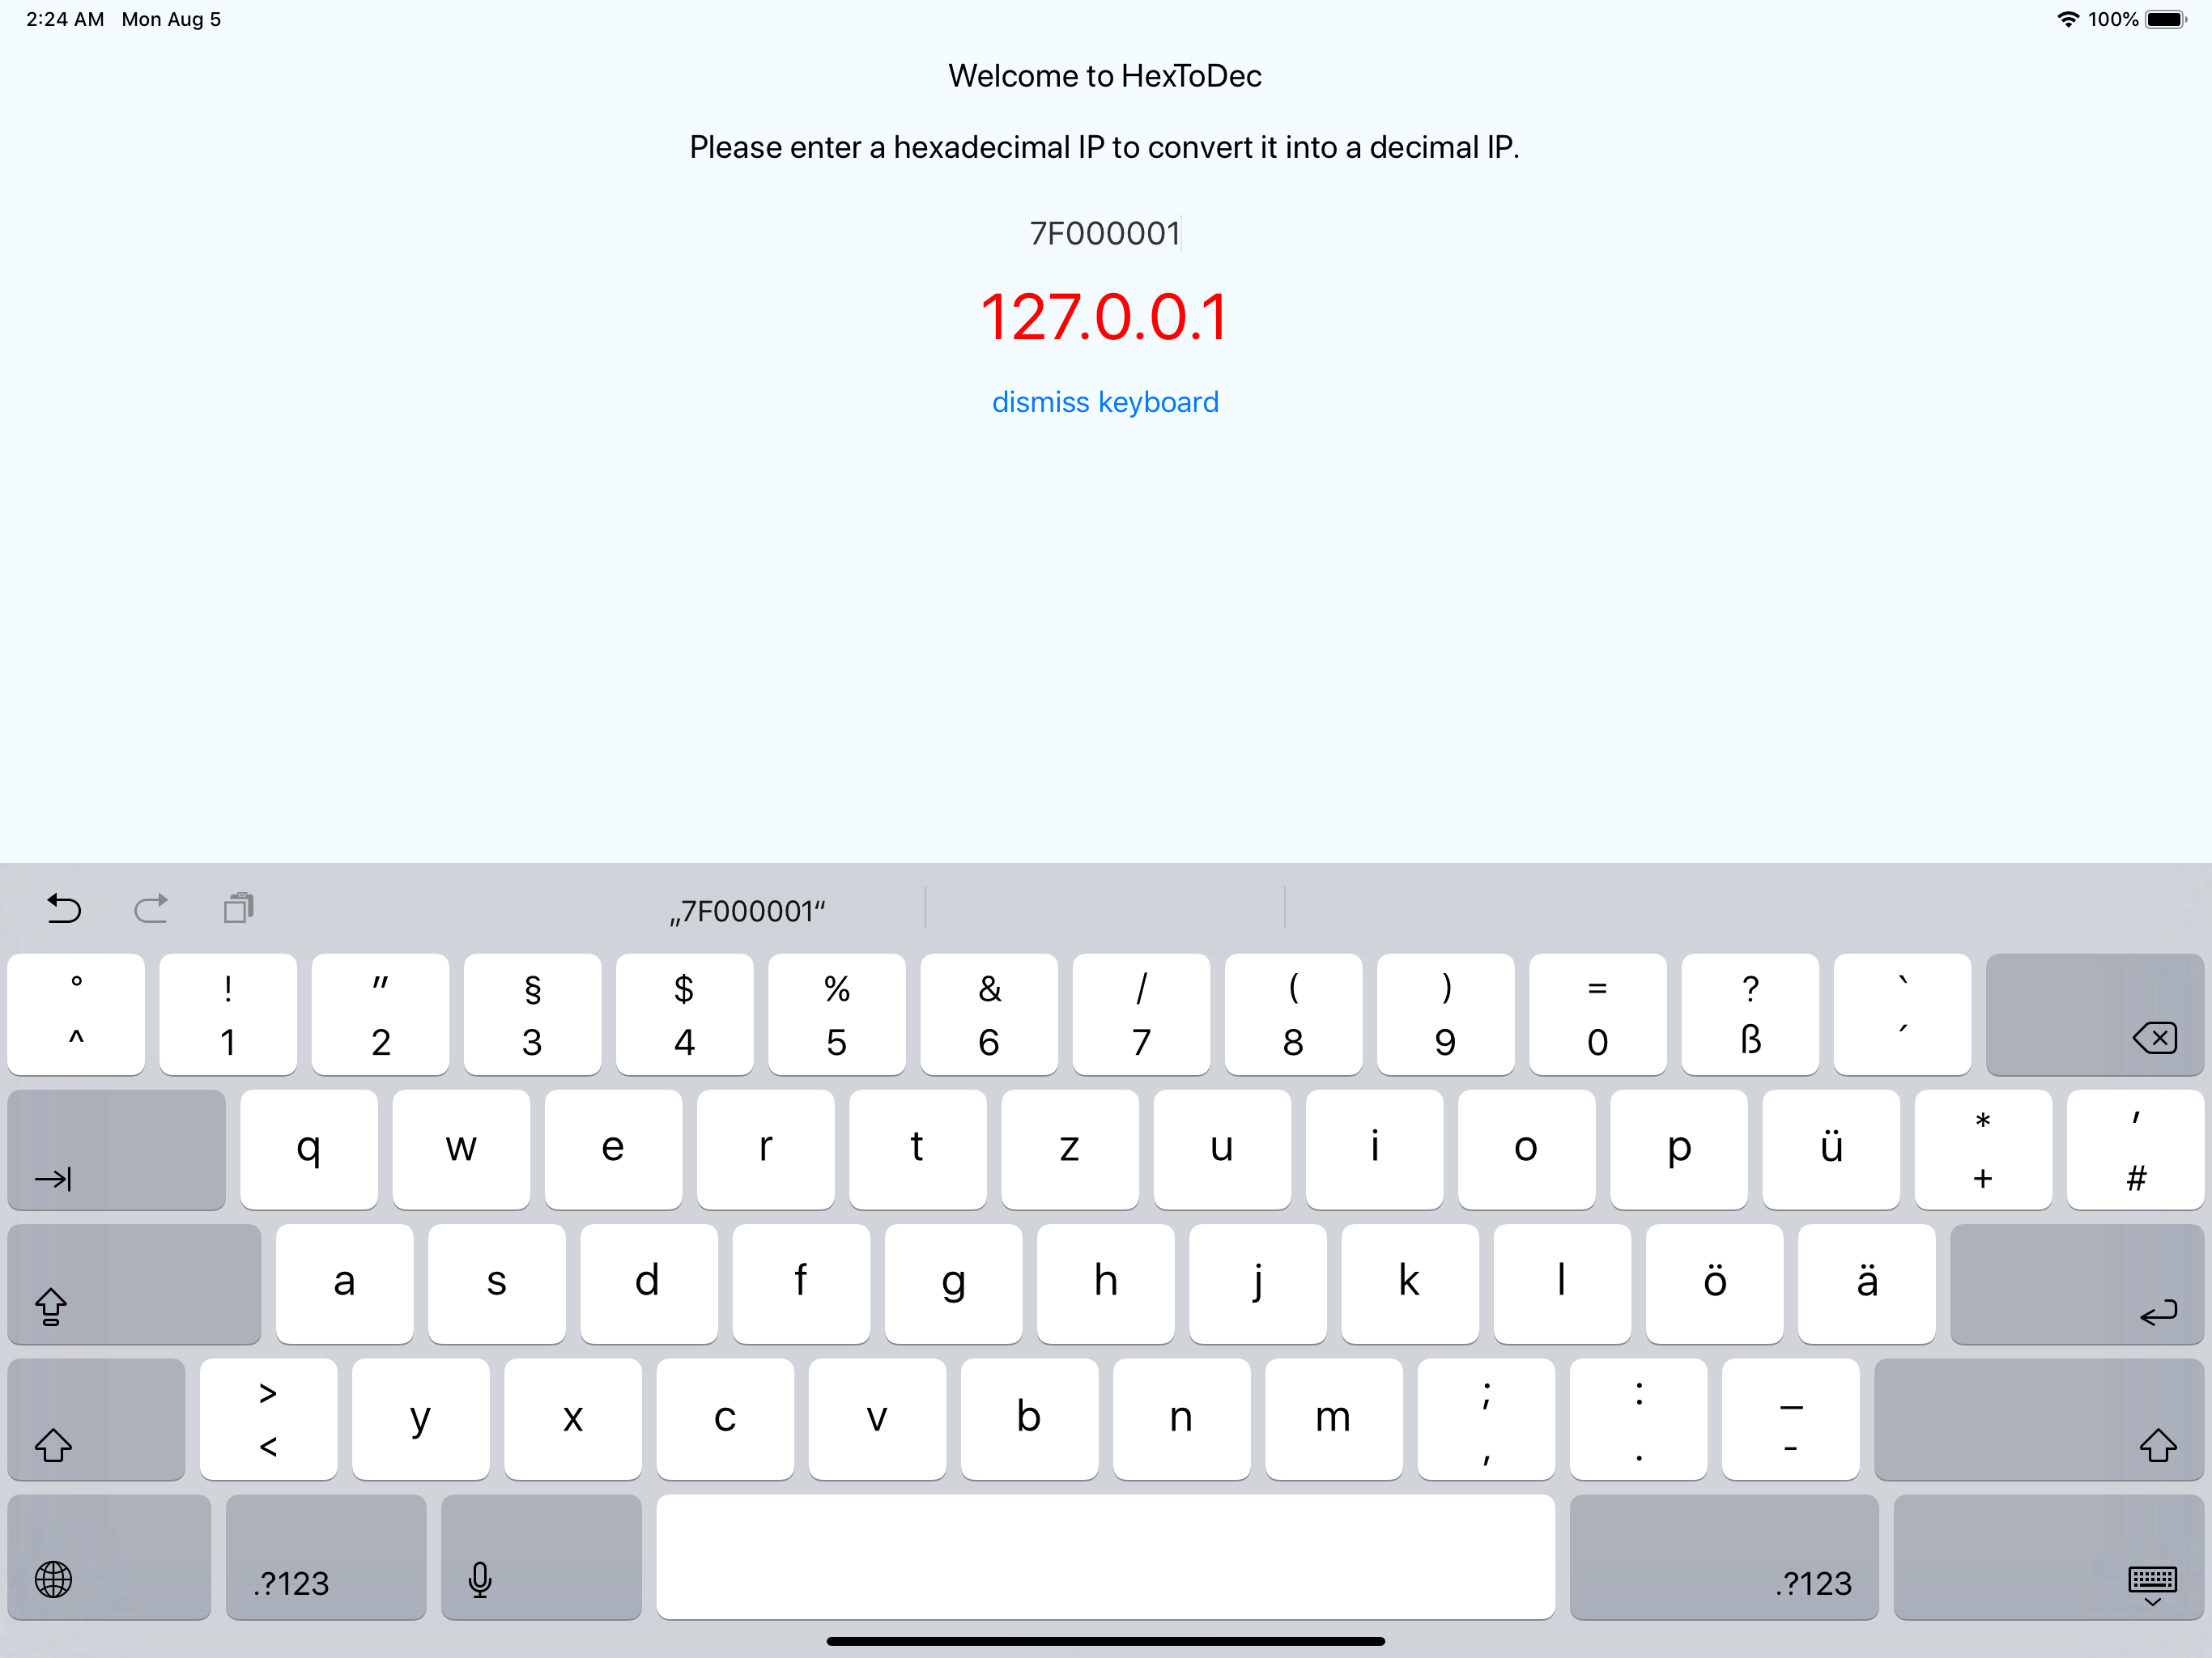 2:24 AM Mon Aug 5 100%
Welcome to HexToDec
Please enter a hexadecimal IP to convert it into a decimal IP.
7F000001
127.0.0.1
dismiss keyboard
„7F000001“
° ! " § $ % & / ( ) = ? `
^ 1 2 3 4 5 6 7 8 9 0 ß ´
q w e r t z u i o p ü * +  ' #
a s d f g h j k l ö ä
> < y x c v b n m ; , : . _ -
.?123 .?123